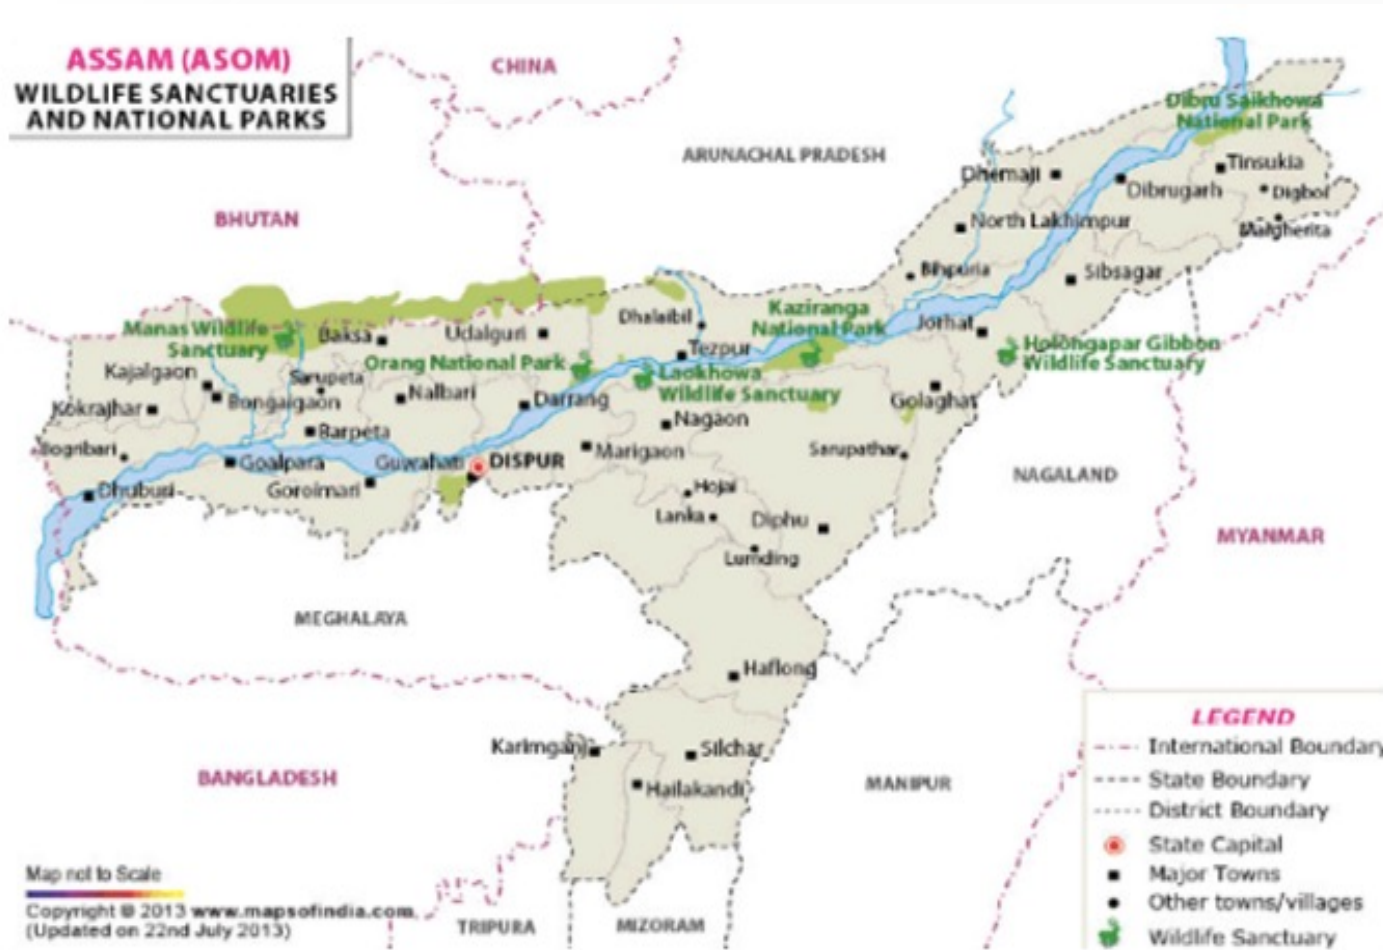 ASSAM (ASOM)
WILDLIFE SANCTUARIES
AND NATIONAL PARKS
CHINA
ARUNACHAL PRADESH
BHUTAN
Dibru Saikhowa
National Park
Tinsukia
Dhemaji
Dibrugarh
Digboi
North Lakhimpur
Margherita
Bihpuria
Sibsagar
Manas Wildlife
Sanctuary
Baksa
Udalguri
Dhalaibil
Kaziranga
National Park
Jorhat
Tezpur
Holongapar Gibbon
Wildlife Sanctuary
Orang National Park
Laokhowa
Wildlife Sanctuary
Kajalgaon
Sarupeta
Kokrajhar
Bongaigaon
Nalbari
Darrang
Golaghat
Nagaon
Barpeta
Bogribari
Goalpara
Guwahati
DISPUR
Marigaon
Sarupathar
NAGALAND
Dhuburi
Goroimari
Hojai
Lanka
Diphu
Lumding
MYANMAR
MEGHALAYA
Haflong
Karimganj
Silchar
Hailakandi
BANGLADESH
MANIPUR
TRIPURA
MIZORAM
LEGEND
International Boundary
State Boundary
District Boundary
State Capital
Major Towns
Other towns/villages
Wildlife Sanctuary
Map not to Scale
Copyright © 2013 www.mapsofindia.com
(Updated on 22nd July 2013)